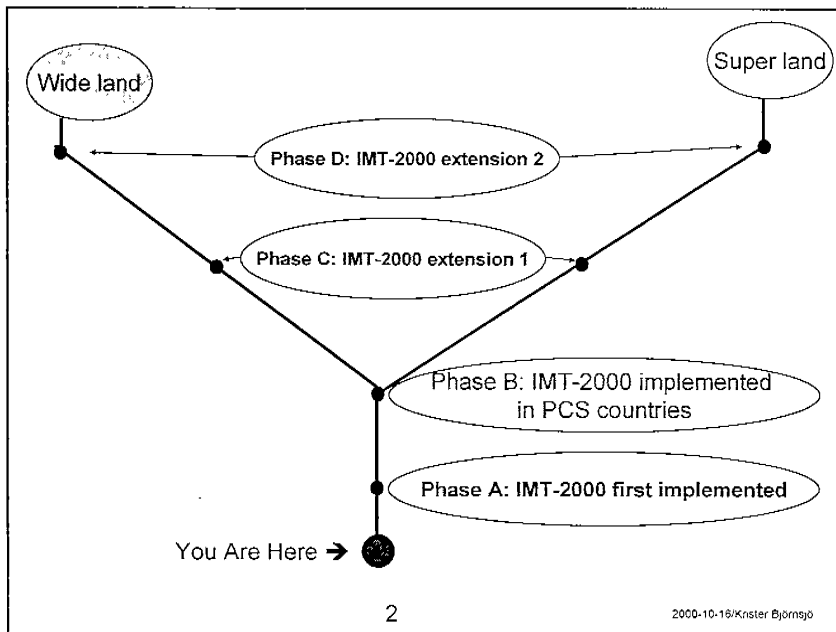 Wide land
Super land
Phase D: IMT-2000 extension 2
Phase C: IMT-2000 extension 1
Phase B: IMT-2000 implemented
in PCS countries
Phase A: IMT-2000 first implemented
You Are Here →
2
2000-10-16/Krister Björnsjö